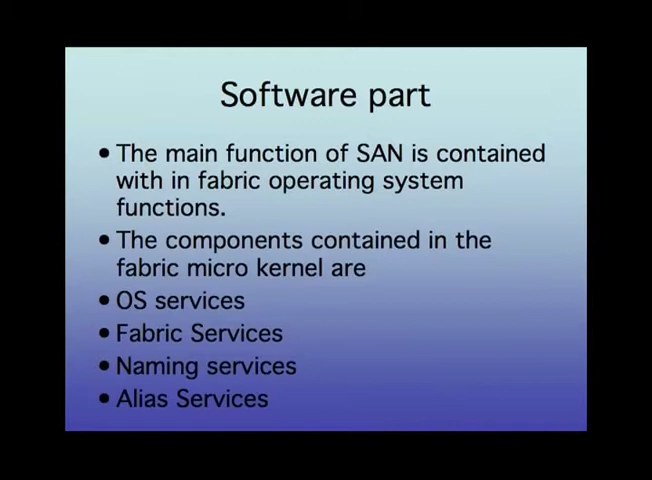 Software part
• The main function of SAN is contained
with in fabric operating system
functions.
• The components contained in the
fabric micro kernel are
• OS services
• Fabric Services
• Naming services
• Alias Services